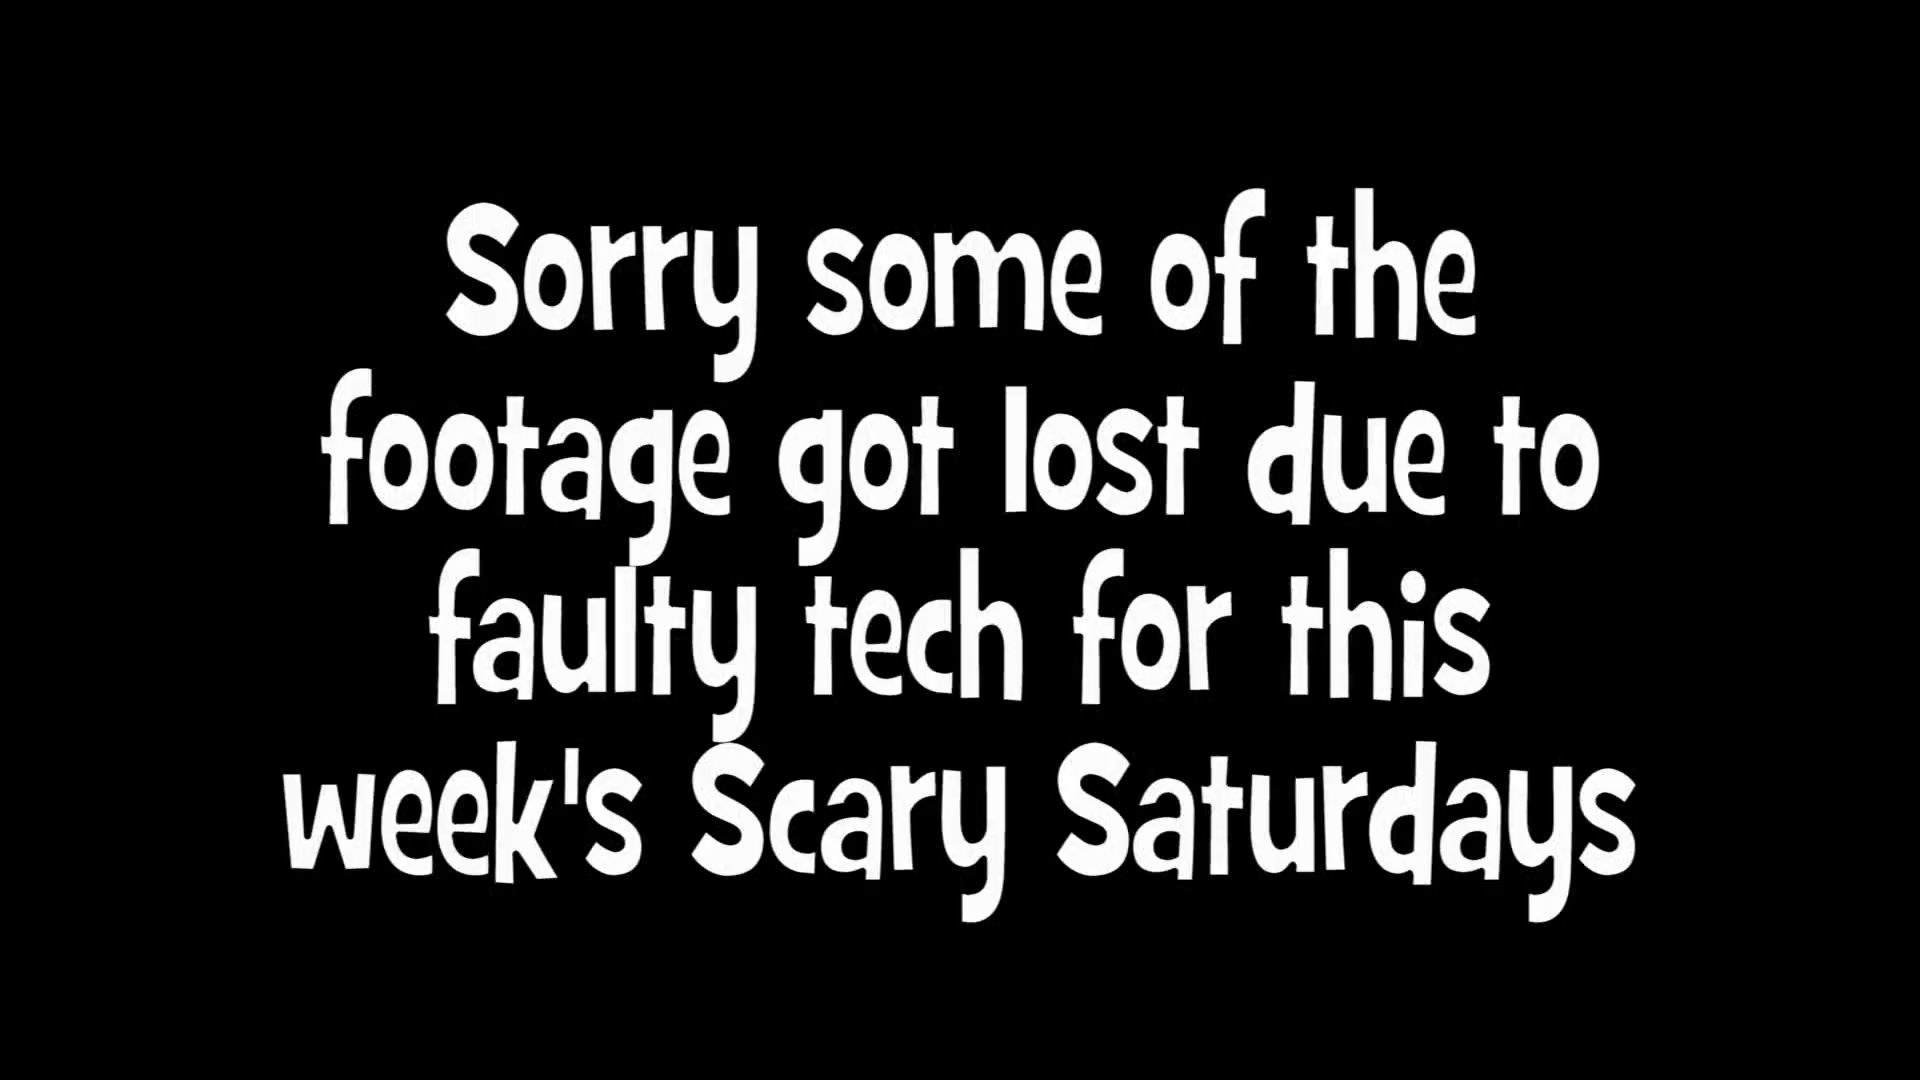 Sorry some of the
footage got lost due to
faulty tech for this
week's Scary Saturdays